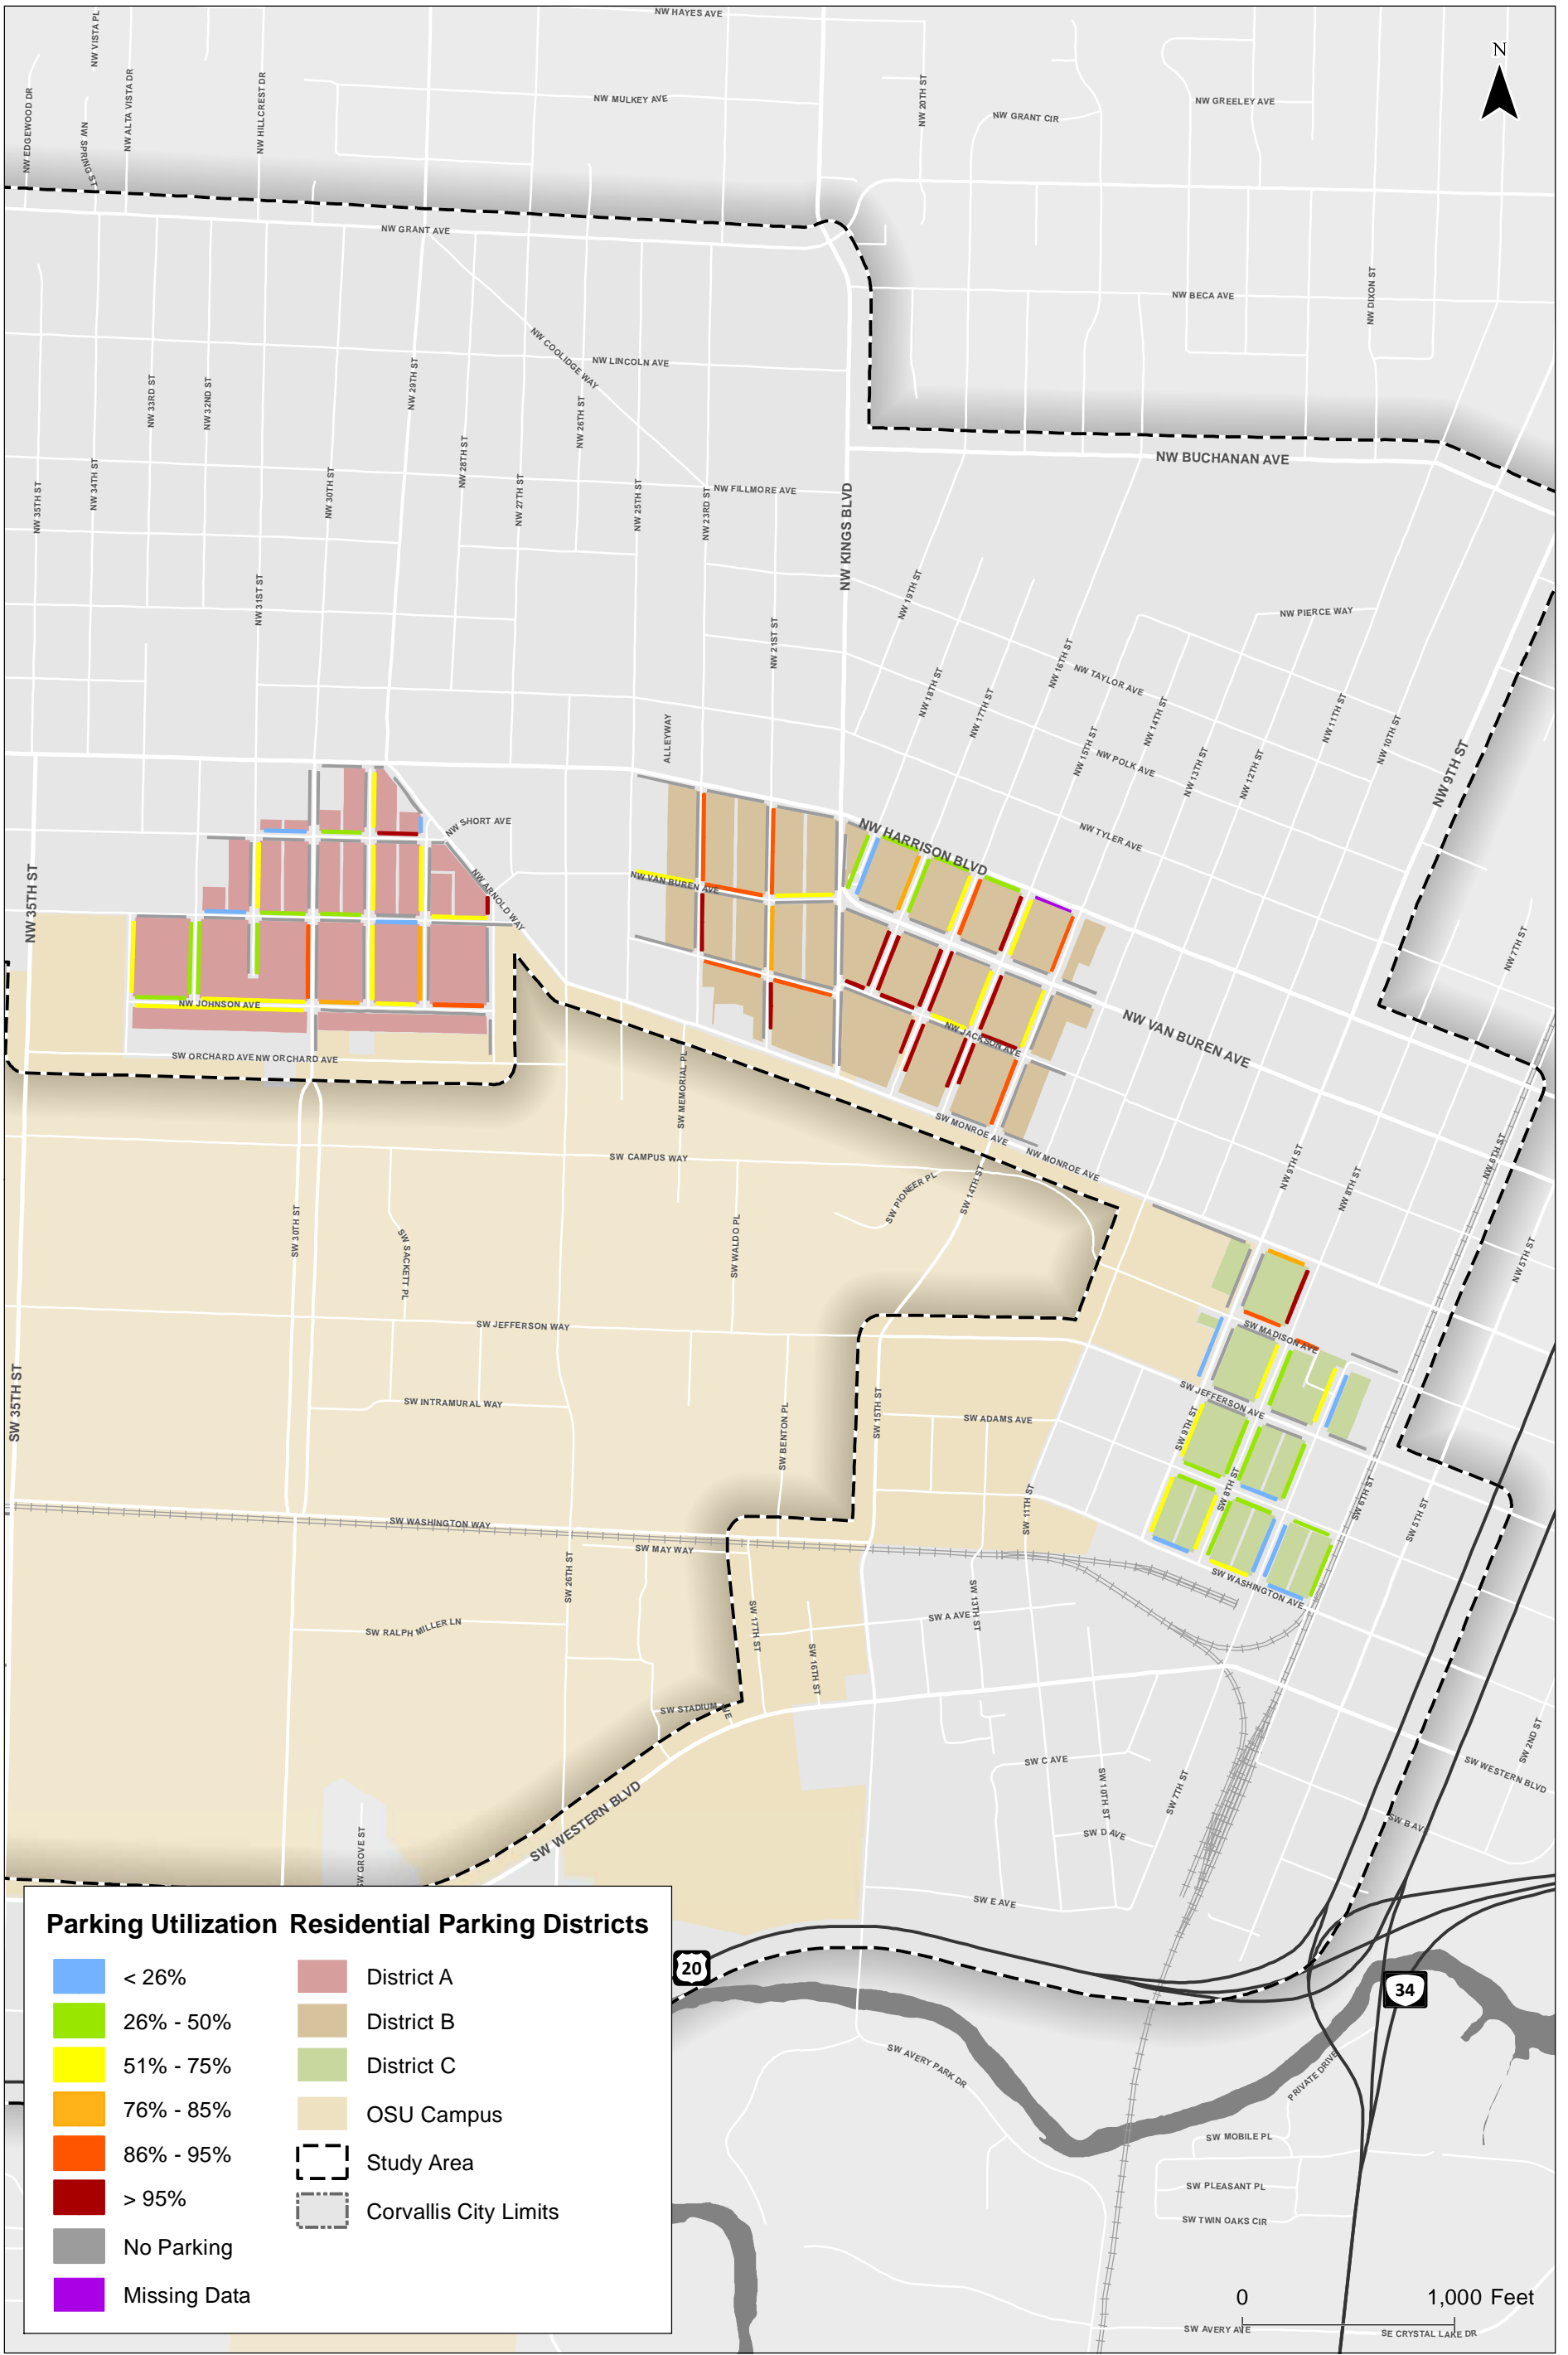 NW HAYES AVE
NW VISTA PL
N
NW EDGEWOOD DR
NW SPRING ST
NW ALTA VISTA DR
NW HILLCREST DR
NW MULKEY AVE
NW 20TH ST
NW GRANT CIR
NW GREELEY AVE
NW GRANT AVE
NW BECA AVE
NW DIXON ST
NW COOLIDGE WAY
NW LINCOLN AVE
NW 33RD ST
NW 32ND ST
NW 29TH ST
NW 26TH ST
NW BUCHANAN AVE
NW 35TH ST
NW 34TH ST
NW 30TH ST
NW 28TH ST
NW 27TH ST
NW 25TH ST
NW 23RD ST
NW FILLMORE AVE
NW KINGS BLVD
NW 31ST ST
NW 21ST ST
NW 19TH ST
NW PIERCE WAY
NW 18TH ST
NW 17TH ST
NW 16TH ST
NW TAYLOR AVE
NW 15TH ST
NW 14TH ST
NW POLK AVE
NW 13TH ST
NW 12TH ST
NW 11TH ST
NW 10TH ST
NW 9TH ST
ALLEYWAY
NW SHORT AVE
NW HARRISON BLVD
NW TYLER AVE
NW 35TH ST
NW ARNOLD WAY
NW VAN BUREN AVE
NW 7TH ST
NW JOHNSON AVE
NW JACKSON AVE
NW VAN BUREN AVE
SW ORCHARD AVE
NW ORCHARD AVE
SW MEMORIAL PL
SW MONROE AVE
NW MONROE AVE
SW CAMPUS WAY
SW PIONEER PL
SW 14TH ST
NW 9TH ST
NW 8TH ST
NW 6TH ST
NW 5TH ST
SW 30TH ST
SW SACKETT PL
SW WALDO PL
SW JEFFERSON WAY
SW MADISON AVE
SW 35TH ST
SW INTRAMURAL WAY
SW BENTON PL
SW 15TH ST
SW ADAMS AVE
SW JEFFERSON AVE
SW 9TH ST
SW 8TH ST
SW 11TH ST
SW 6TH ST
SW 5TH ST
SW WASHINGTON WAY
SW MAY WAY
SW 26TH ST
SW WASHINGTON AVE
SW RALPH MILLER LN
SW 17TH ST
SW 16TH ST
SW A AVE
SW 13TH ST
SW STADIUM AVE
SW C AVE
SW 10TH ST
SW 7TH ST
SW 2ND ST
SW WESTERN BLVD
SW WESTERN BLVD
SW GROVE ST
SW D AVE
SW B AVE
SW E AVE
20
34
SW AVERY PARK DR
PRIVATE DRIVE
SW MOBILE PL
SW PLEASANT PL
SW TWIN OAKS CIR
SW AVERY AVE
SE CRYSTAL LAKE DR
0 1,000 Feet
Parking Utilization
< 26%
26% - 50%
51% - 75%
76% - 85%
86% - 95%
> 95%
No Parking
Missing Data
Residential Parking Districts
District A
District B
District C
OSU Campus
Study Area
Corvallis City Limits